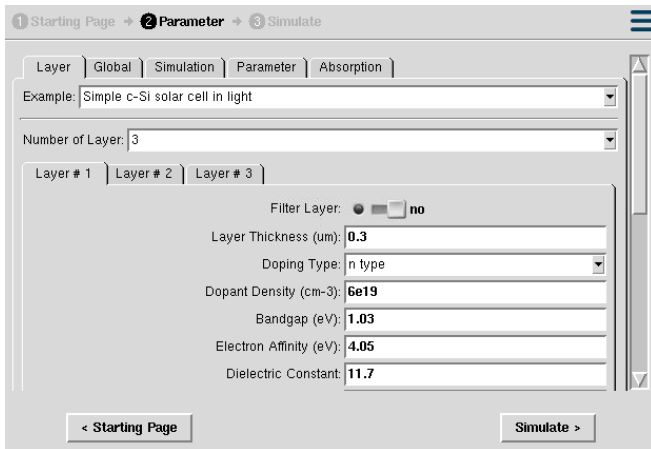 1 Starting Page → 2 Parameter → 3 Simulate
Layer Global Simulation Parameter Absorption
Example: Simple c-Si solar cell in light
Number of Layer: 3
Layer # 1 Layer # 2 Layer # 3
Filter Layer: no
Layer Thickness (um): 0.3
Doping Type: n type
Dopant Density (cm-3): 6e19
Bandgap (eV): 1.03
Electron Affinity (eV): 4.05
Dielectric Constant: 11.7
< Starting Page Simulate >